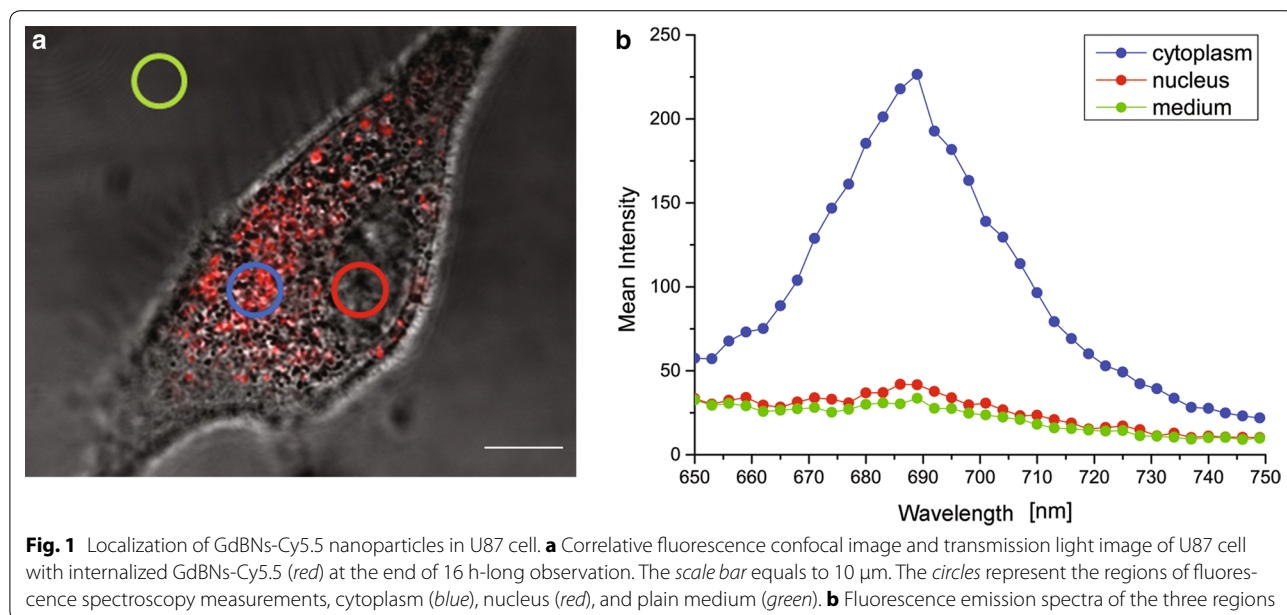 a
b
250
200
150
100
50
0
Mean Intensity
cytoplasm
nucleus
medium
650 660 670 680 690 700 710 720 730 740 750
Wavelength [nm]
Fig. 1 Localization of GdBNs-Cy5.5 nanoparticles in U87 cell. a Correlative fluorescence confocal image and transmission light image of U87 cell
with internalized GdBNs-Cy5.5 (red) at the end of 16 h-long observation. The scale bar equals to 10 μm. The circles represent the regions of fluores-
cence spectroscopy measurements, cytoplasm (blue), nucleus (red), and plain medium (green). b Fluorescence emission spectra of the three regions